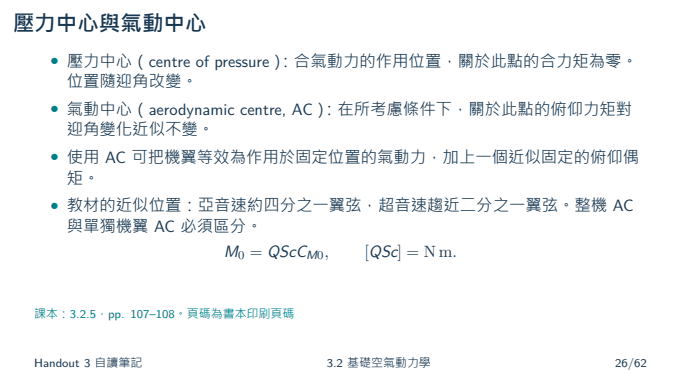 壓力中心與氣動中心
• 壓力中心（centre of pressure）：合氣動力的作用位置，關於此點的合力矩為零。
位置隨迎角改變。
• 氣動中心（aerodynamic centre, AC）：在所考慮條件下，關於此點的俯仰力矩對
迎角變化近似不變。
• 使用 AC 可把機翼等效為作用於固定位置的氣動力，加上一個近似固定的俯仰偶
矩。
• 教材的近似位置：亞音速約四分之一翼弦，超音速趨近二分之一翼弦。整機 AC
與單獨機翼 AC 必須區分。
M₀ = QScC_{M0}, [QSc] = N m.
課本：3.2.5，pp. 107–108。頁碼為書本印刷頁碼
Handout 3 自讀筆記 3.2 基礎空氣動力學 26/62